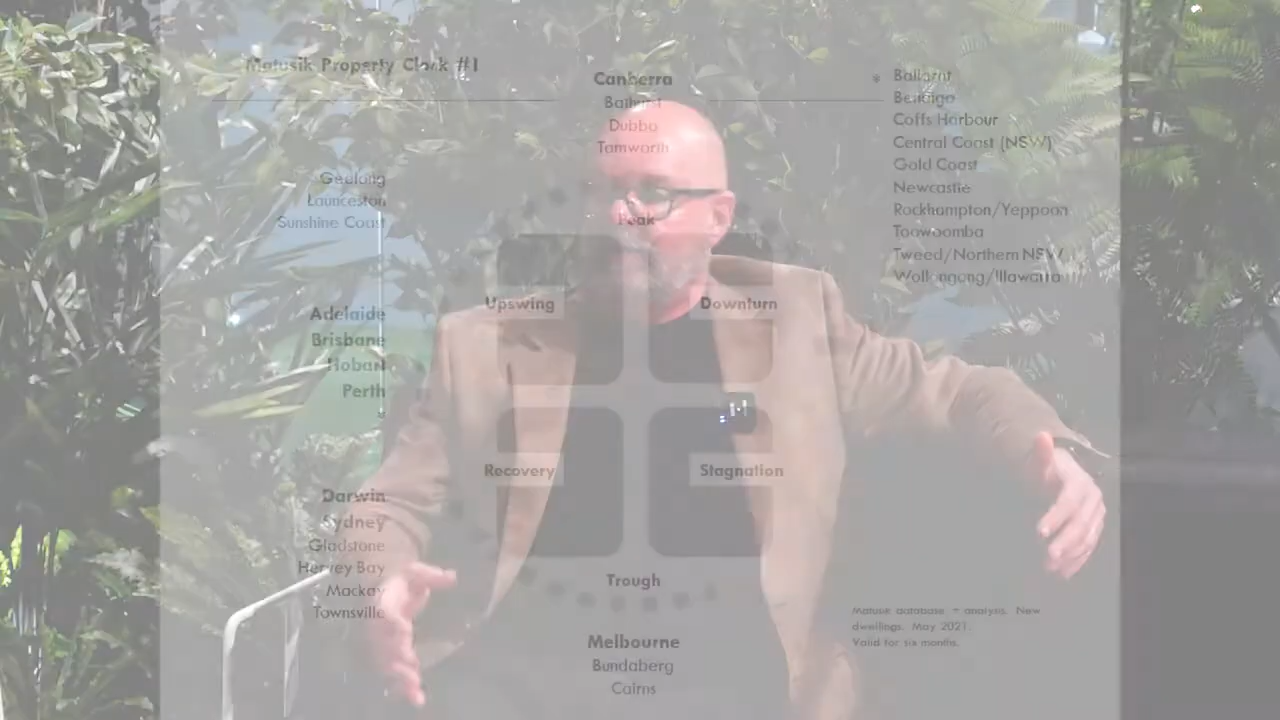 Matusik Property Clock #1
Canberra
Bathurst
Dubbo
Tamworth
Ballarat
Bendigo
Coffs Harbour
Central Coast (NSW)
Gold Coast
Newcastle
Rockhampton/Yeppoon
Toowoomba
Tweed/Northern NSW
Wollongong/Illawarra
Geelong
Launceston
Sunshine Coast
Peak
Upswing
Downturn
Adelaide
Brisbane
Hobart
Perth
Recovery
Stagnation
Darwin
Sydney
Gladstone
Hervey Bay
Mackay
Townsville
Trough
Melbourne
Bundaberg
Cairns
Matusik database + analysis. New
dwellings. May 2021.
Valid for six months.